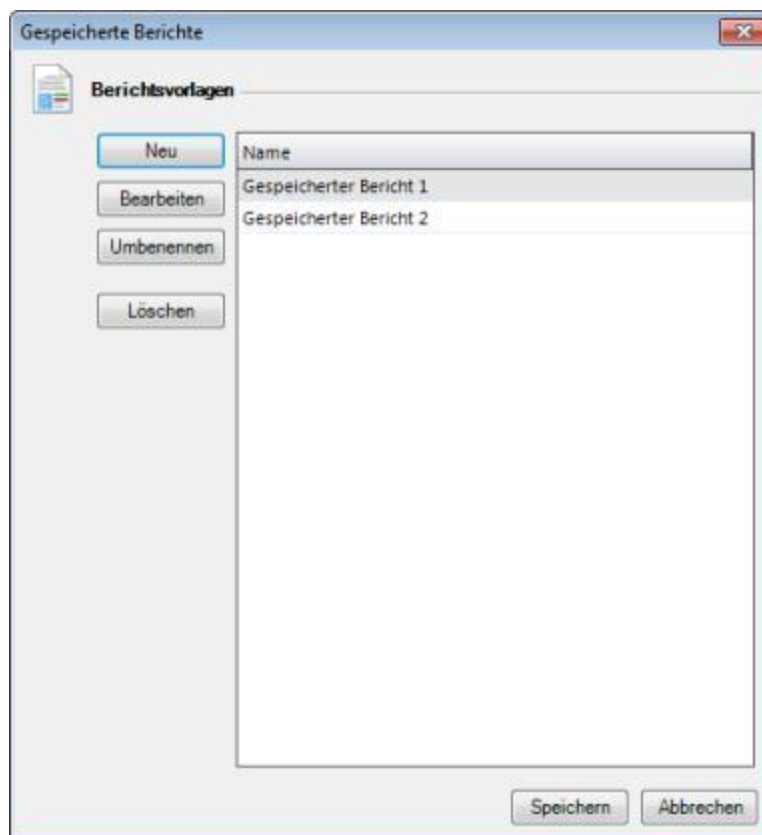 Gespeicherte Berichte
Berichtsvorlagen
Neu
Name
Bearbeiten
Gespeicherter Bericht 1
Gespeicherter Bericht 2
Umbenennen
Löschen
Speichern
Abbrechen